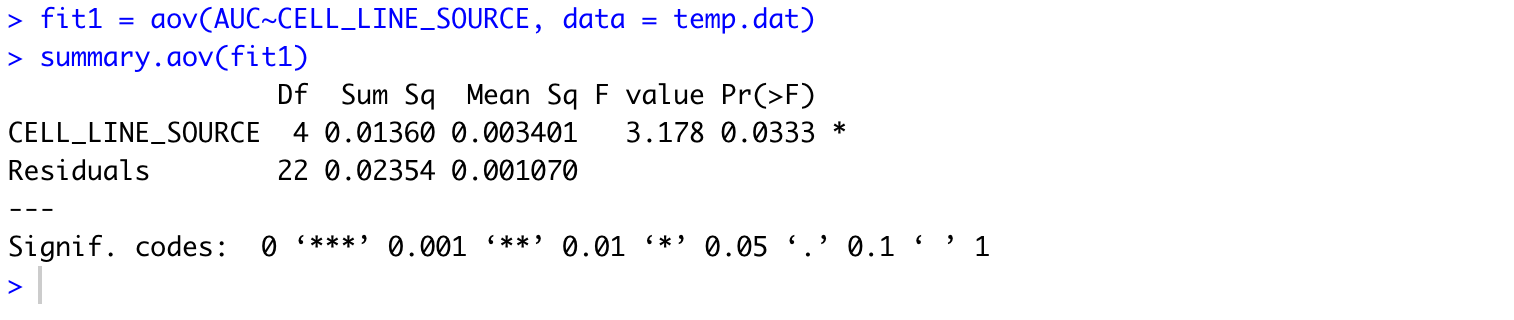 > fit1 = aov(AUC~CELL_LINE_SOURCE, data = temp.dat)
> summary.aov(fit1)
                 Df  Sum Sq  Mean Sq F value Pr(>F)
CELL_LINE_SOURCE  4 0.01360 0.003401   3.178 0.0333 *
Residuals        22 0.02354 0.001070
---
Signif. codes:  0 ‘***’ 0.001 ‘**’ 0.01 ‘*’ 0.05 ‘.’ 0.1 ‘ ’ 1
>